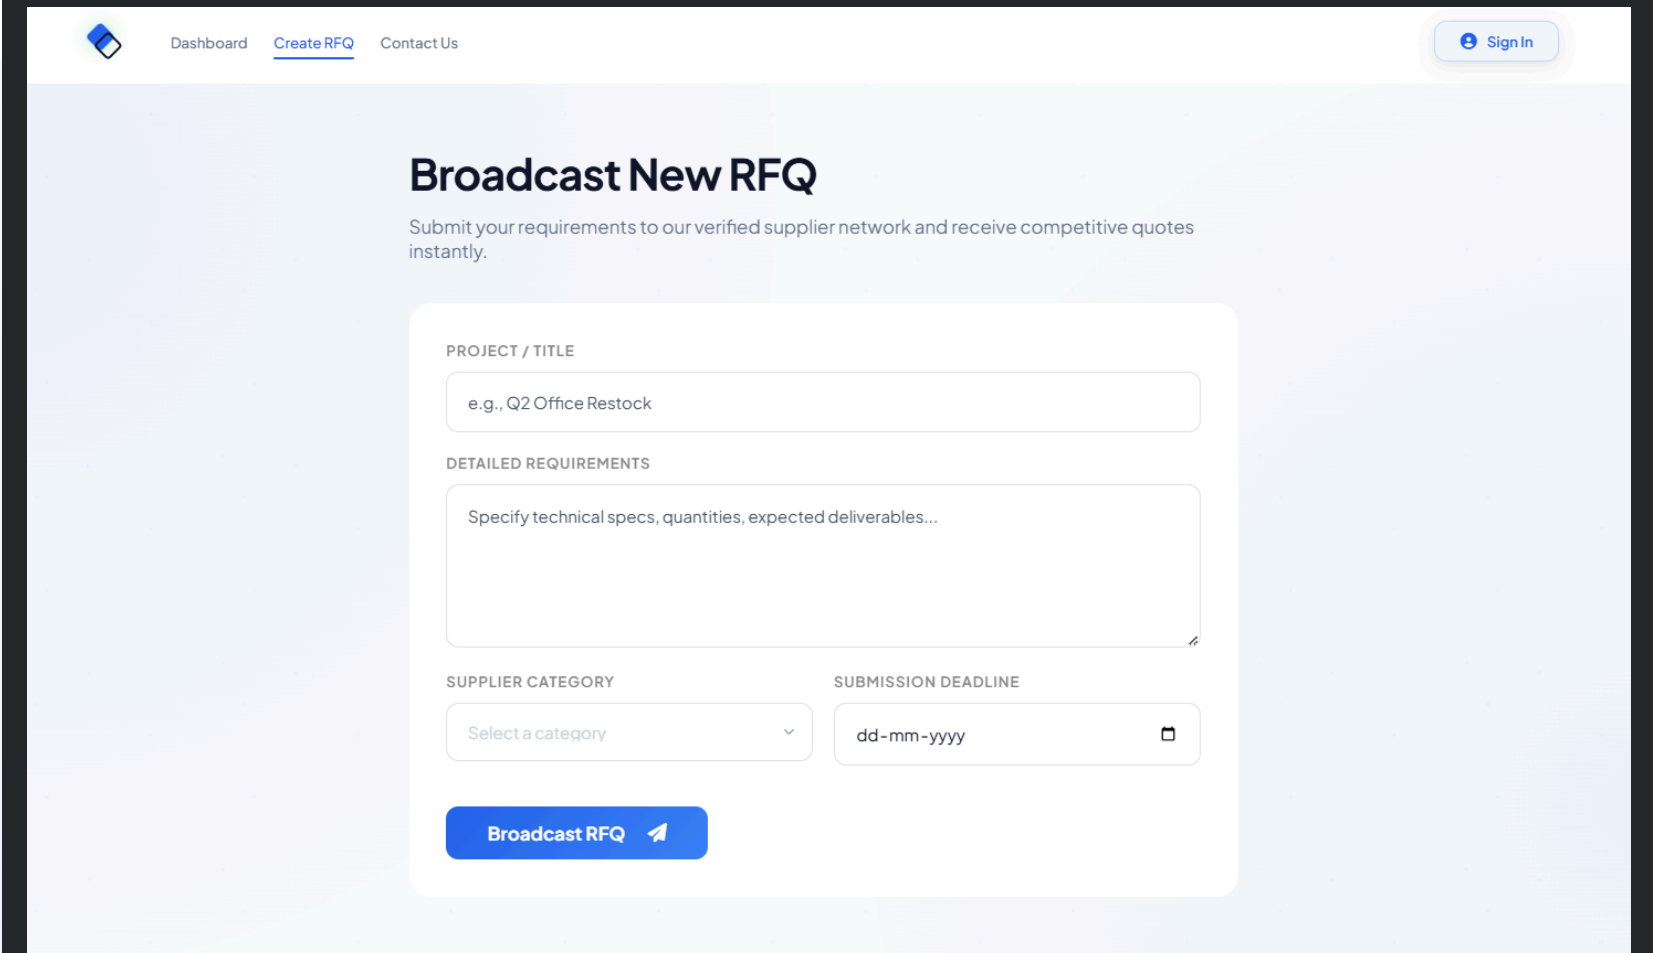 Dashboard
Create RFQ
Contact Us
Sign In
Broadcast New RFQ
Submit your requirements to our verified supplier network and receive competitive quotes
instantly.
PROJECT / TITLE
e.g., Q2 Office Restock
DETAILED REQUIREMENTS
Specify technical specs, quantities, expected deliverables...
SUPPLIER CATEGORY
Select a category
SUBMISSION DEADLINE
dd-mm-yyyy
Broadcast RFQ